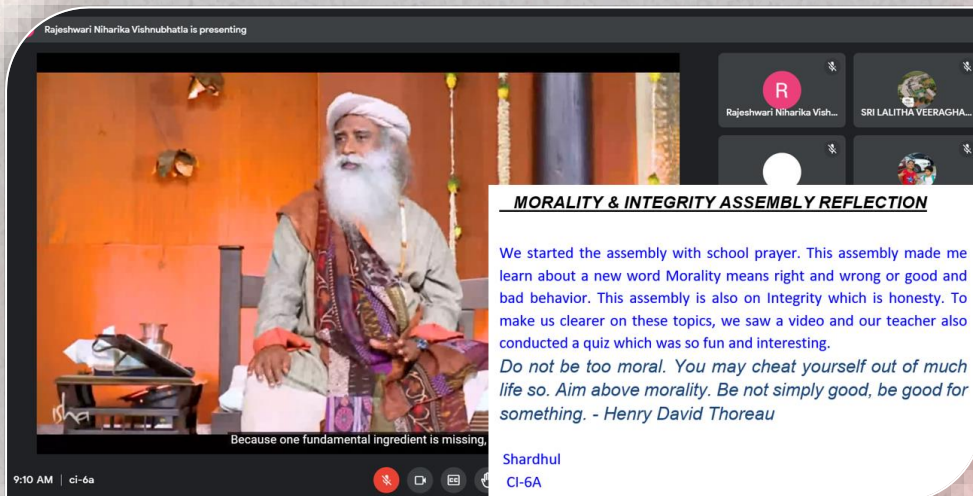 Rajeshwari Niharika Vishnubhatla is presenting
R
Rajeshwari Niharika Vish...
SRI LALITHA VEERAGHA...
isha
Because one fundamental ingredient is missing,
9:10 AM | ci-6a
MORALITY & INTEGRITY ASSEMBLY REFLECTION
We started the assembly with school prayer. This assembly made me
learn about a new word Morality means right and wrong or good and
bad behavior. This assembly is also on Integrity which is honesty. To
make us clearer on these topics, we saw a video and our teacher also
conducted a quiz which was so fun and interesting.
Do not be too moral. You may cheat yourself out of much
life so. Aim above morality. Be not simply good, be good for
something. - Henry David Thoreau
Shardhul
CI-6A